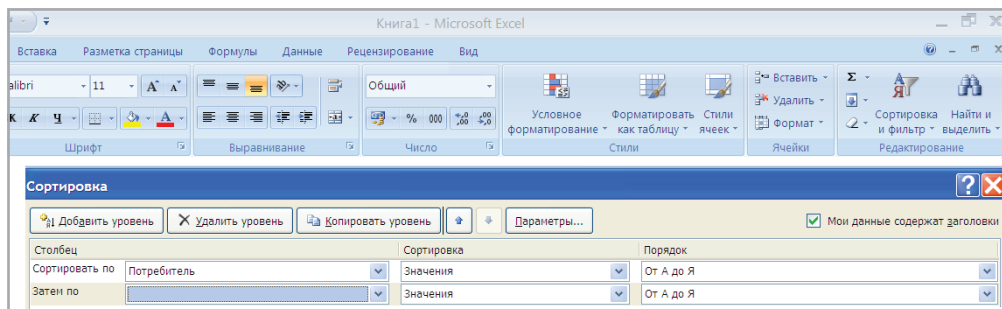 Книга1 - Microsoft Excel
Вставка Разметка страницы Формулы Данные Рецензирование Вид
alibri 11 A A Общий Условное форматирование Форматировать как таблицу Стили ячеек Вставить Удалить Формат Σ Сортировка и фильтр Найти и выделить
К К Ч % 000 ,00 ,0
Шрифт Выравнивание Число Стили Ячейки Редактирование
Сортировка
Добавить уровень Удалить уровень Копировать уровень Параметры... Мои данные содержат заголовки
Столбец Сортировка Порядок
Сортировать по Потребитель Значения От А до Я
Затем по Значения От А до Я